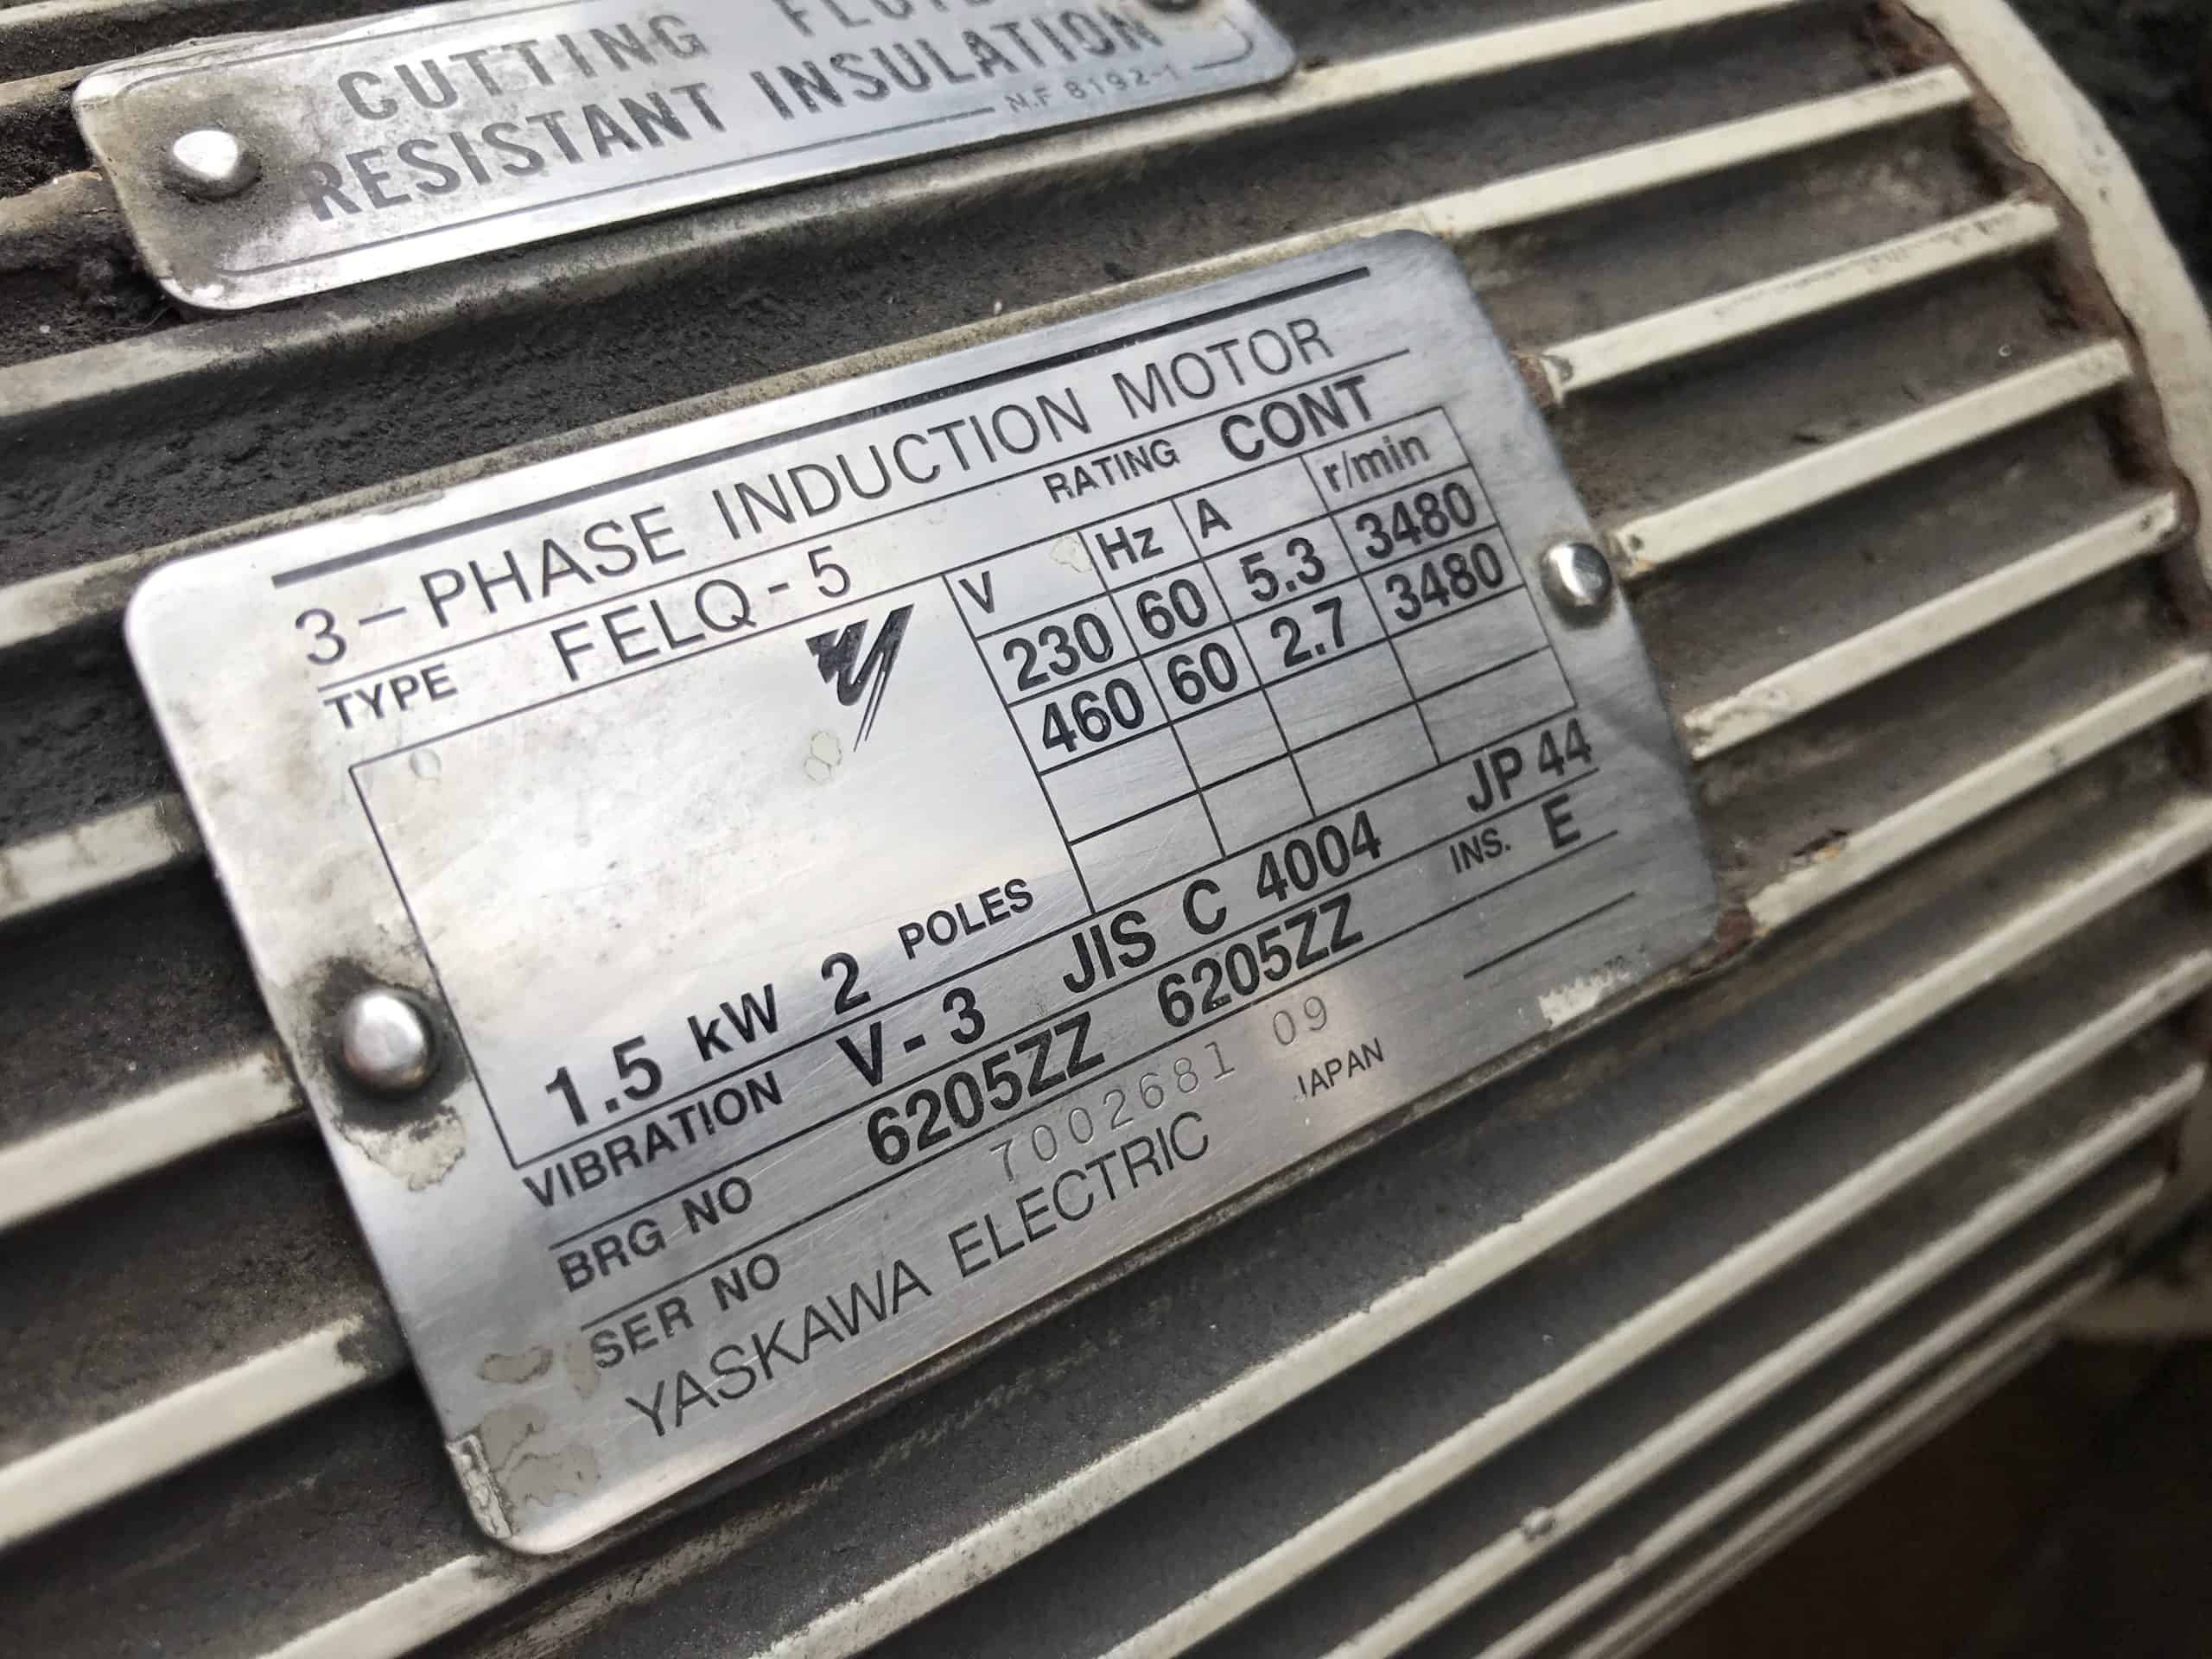 CUTTING FLUID
RESISTANT INSULATION
N.F 8192-1
3-PHASE INDUCTION MOTOR
TYPE FELQ-5 RATING CONT
V Hz A r/min
230 60 5.3 3480
460 60 2.7 3480
1.5 kW 2 POLES
VIBRATION V-3 JIS C 4004 JP 44
BRG NO 6205ZZ 6205ZZ INS. E
SER NO 7002681 09
YASKAWA ELECTRIC JAPAN